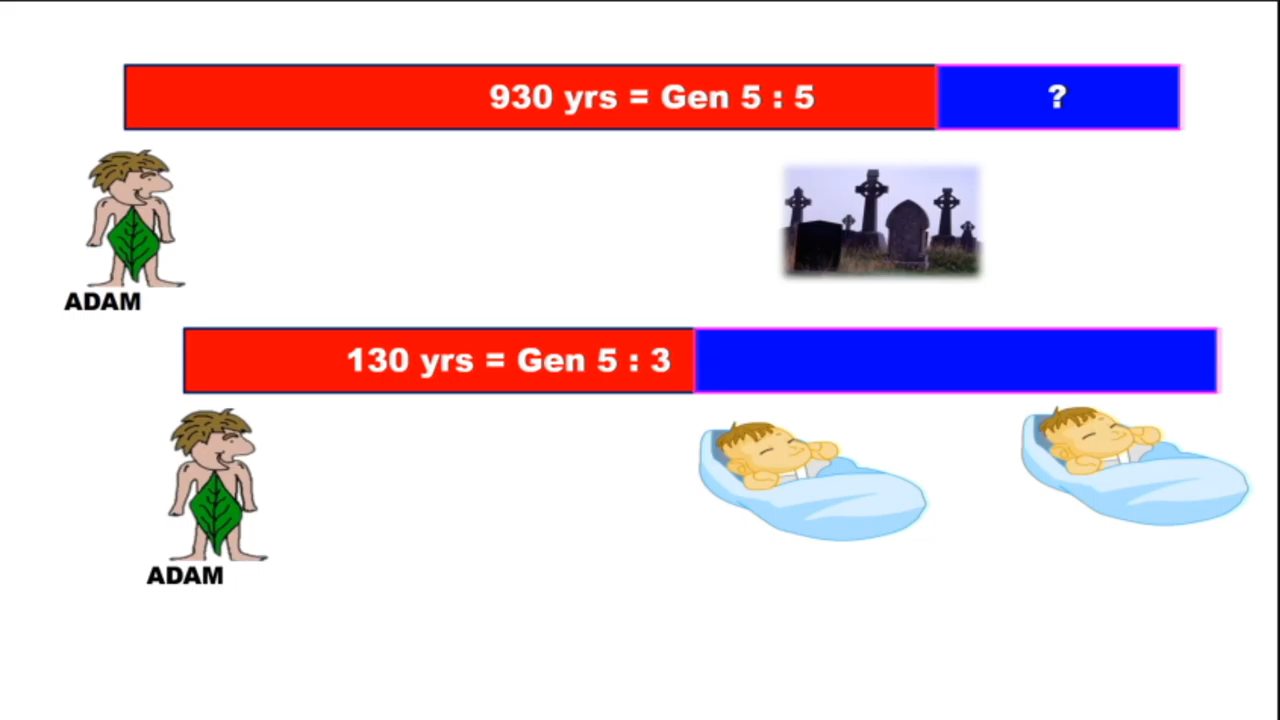 930 yrs = Gen 5 : 5
?
ADAM
130 yrs = Gen 5 : 3
ADAM